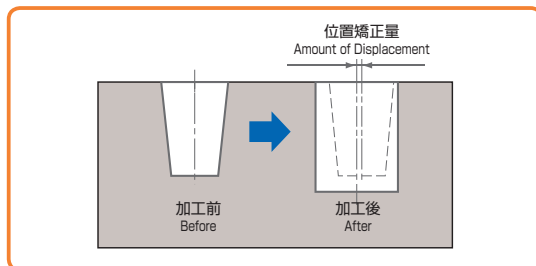 位置矯正量
Amount of Displacement
加工前
Before
加工後
After